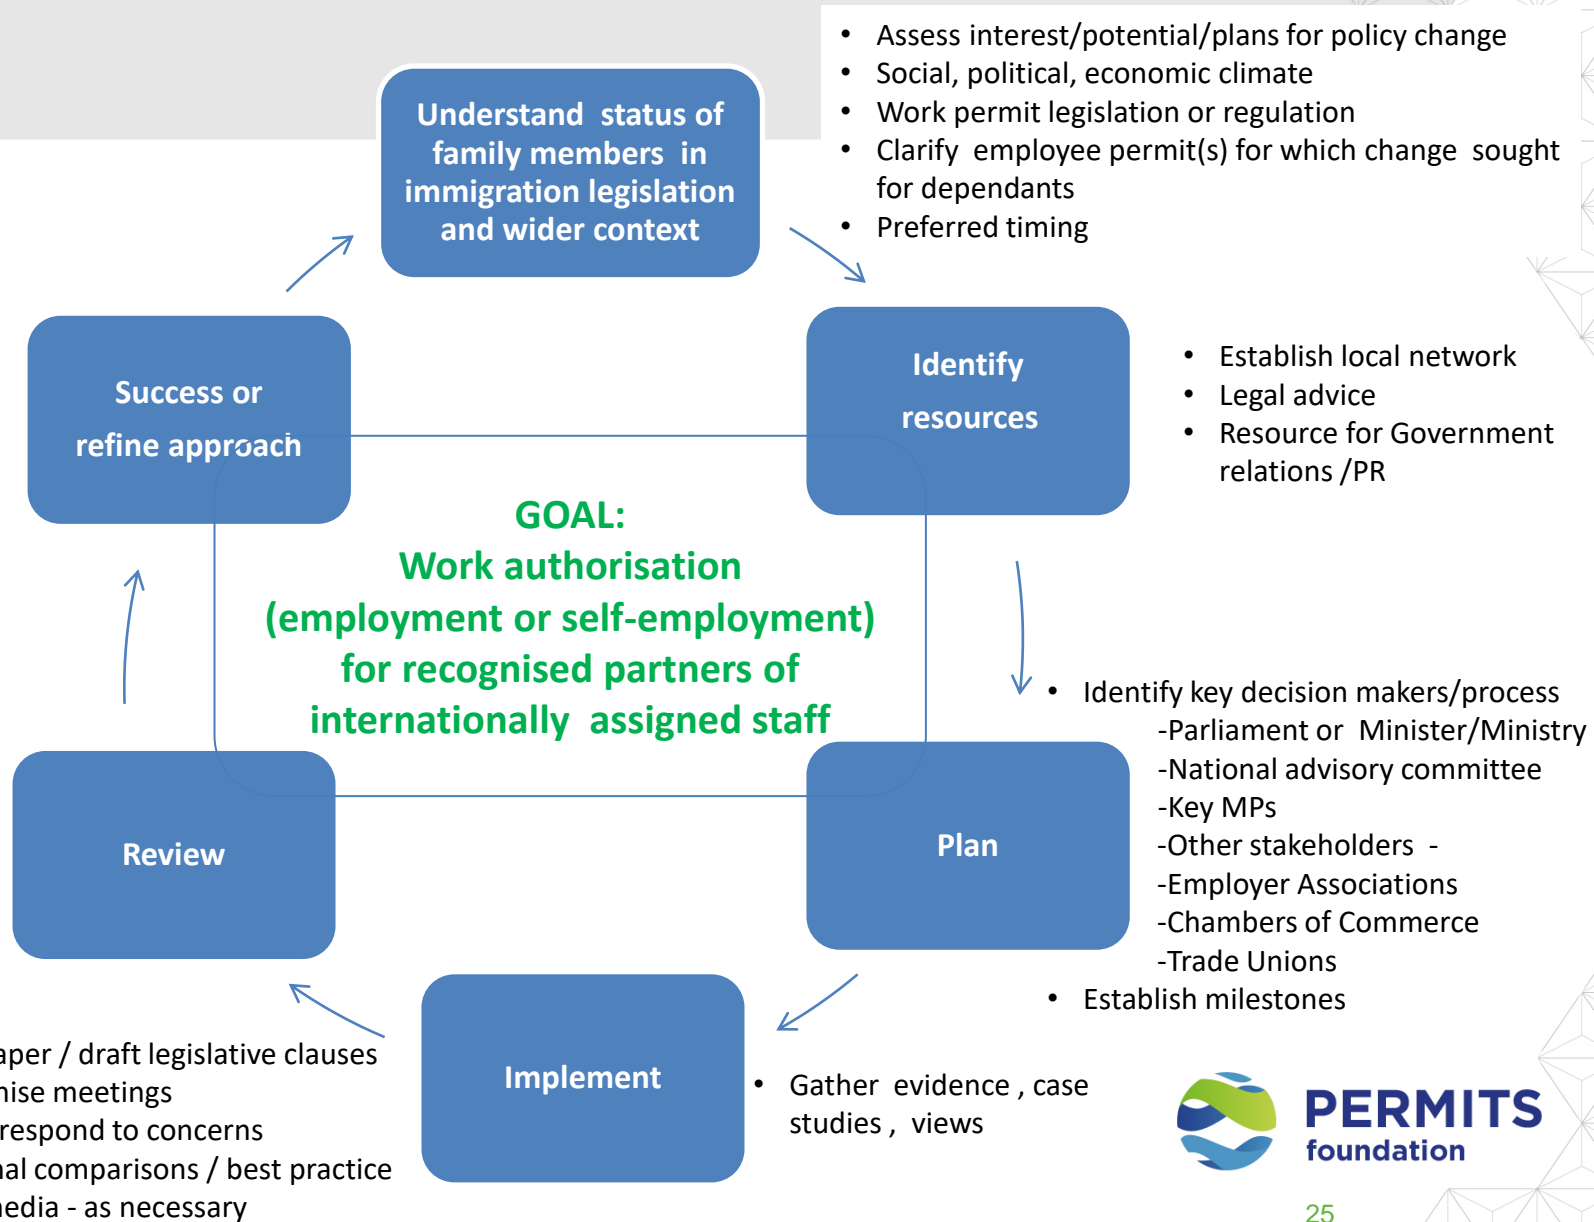 • Assess interest/potential/plans for policy change
• Social, political, economic climate
• Work permit legislation or regulation
• Clarify employee permit(s) for which change sought
for dependants
• Preferred timing
Understand status of
family members in
immigration legislation
and wider context
Identify
resources
• Establish local network
• Legal advice
• Resource for Government
relations /PR
Success or
refine approach
GOAL:
Work authorisation
(employment or self-employment)
for recognised partners of
internationally assigned staff
• Identify key decision makers/process
-Parliament or Minister/Ministry
-National advisory committee
-Key MPs
-Other stakeholders -
-Employer Associations
-Chambers of Commerce
-Trade Unions
• Establish milestones
Plan
Review
Implement
• Gather evidence , case
studies , views
/ draft legislative clauses
meetings
respond to concerns
comparisons / best practice
- as necessary
PERMITS
foundation
25